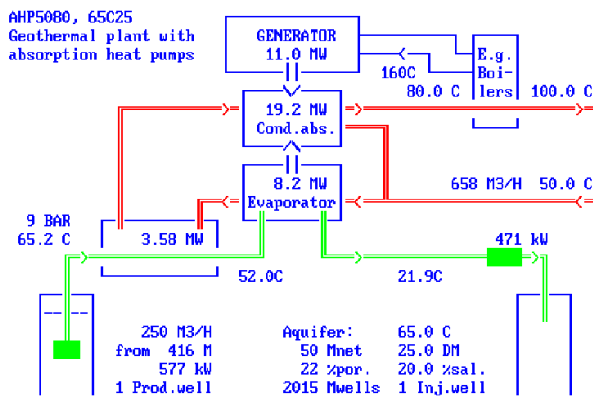 AHP5080, 65C25
Geothermal plant with
absorption heat pumps
GENERATOR
11.0 MW
160C
E.g.
Boi-
lers
80.0 C
100.0 C
19.2 MW
Cond.abs.
8.2 MW
Evaporator
658 M3/H
50.0 C
9 BAR
65.2 C
3.58 MW
471 kW
52.0C
21.9C
250 M3/H
from 416 M
577 kW
1 Prod.well
Aquifer: 65.0 C
50 Mnet 25.0 DM
22 %por. 20.0 %sal.
2015 Mwells 1 Inj.well